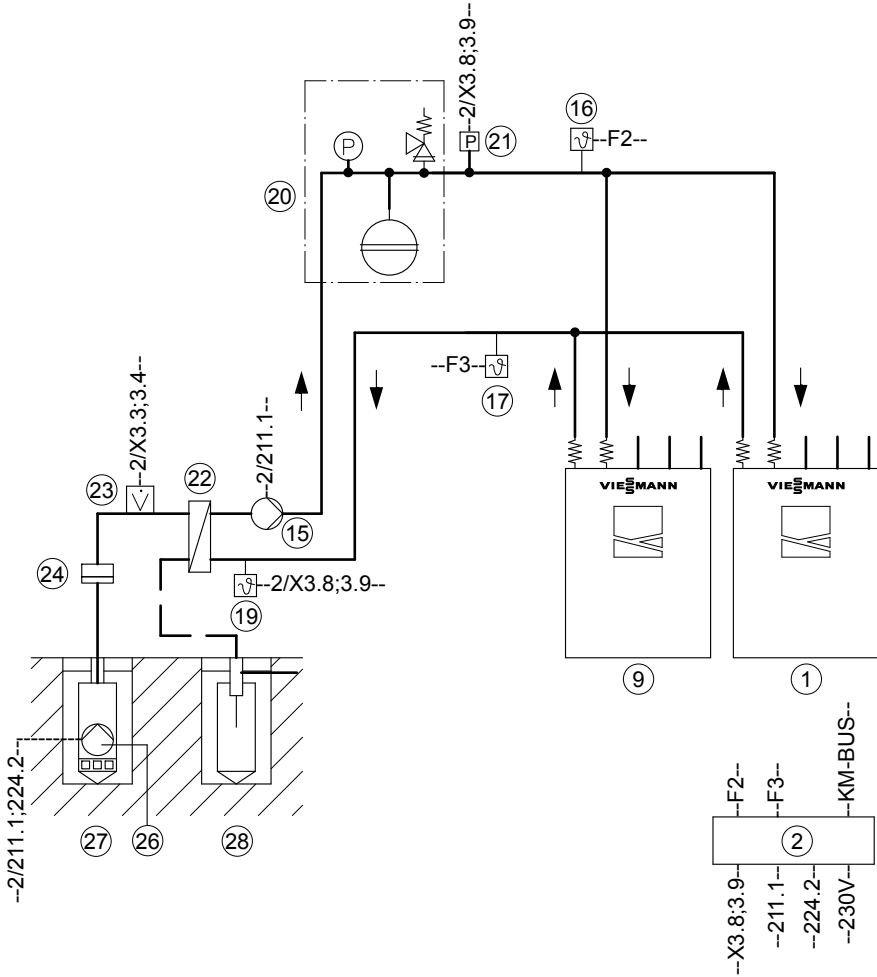 --2/X3.8;3.9--
16
P
21
P
--F2--
20
--F3--
17
--2/X3.3;3.4--
--2/211.1--
23
22
15
VIESSMANN
VIESSMANN
24
--2/X3.8;3.9--
19
9
1
--2/211.1;224.2--
27
26
28
--F2--
--F3--
--KM-BUS--
2
--X3.8;3.9--
--211.1--
--224.2--
--230V--